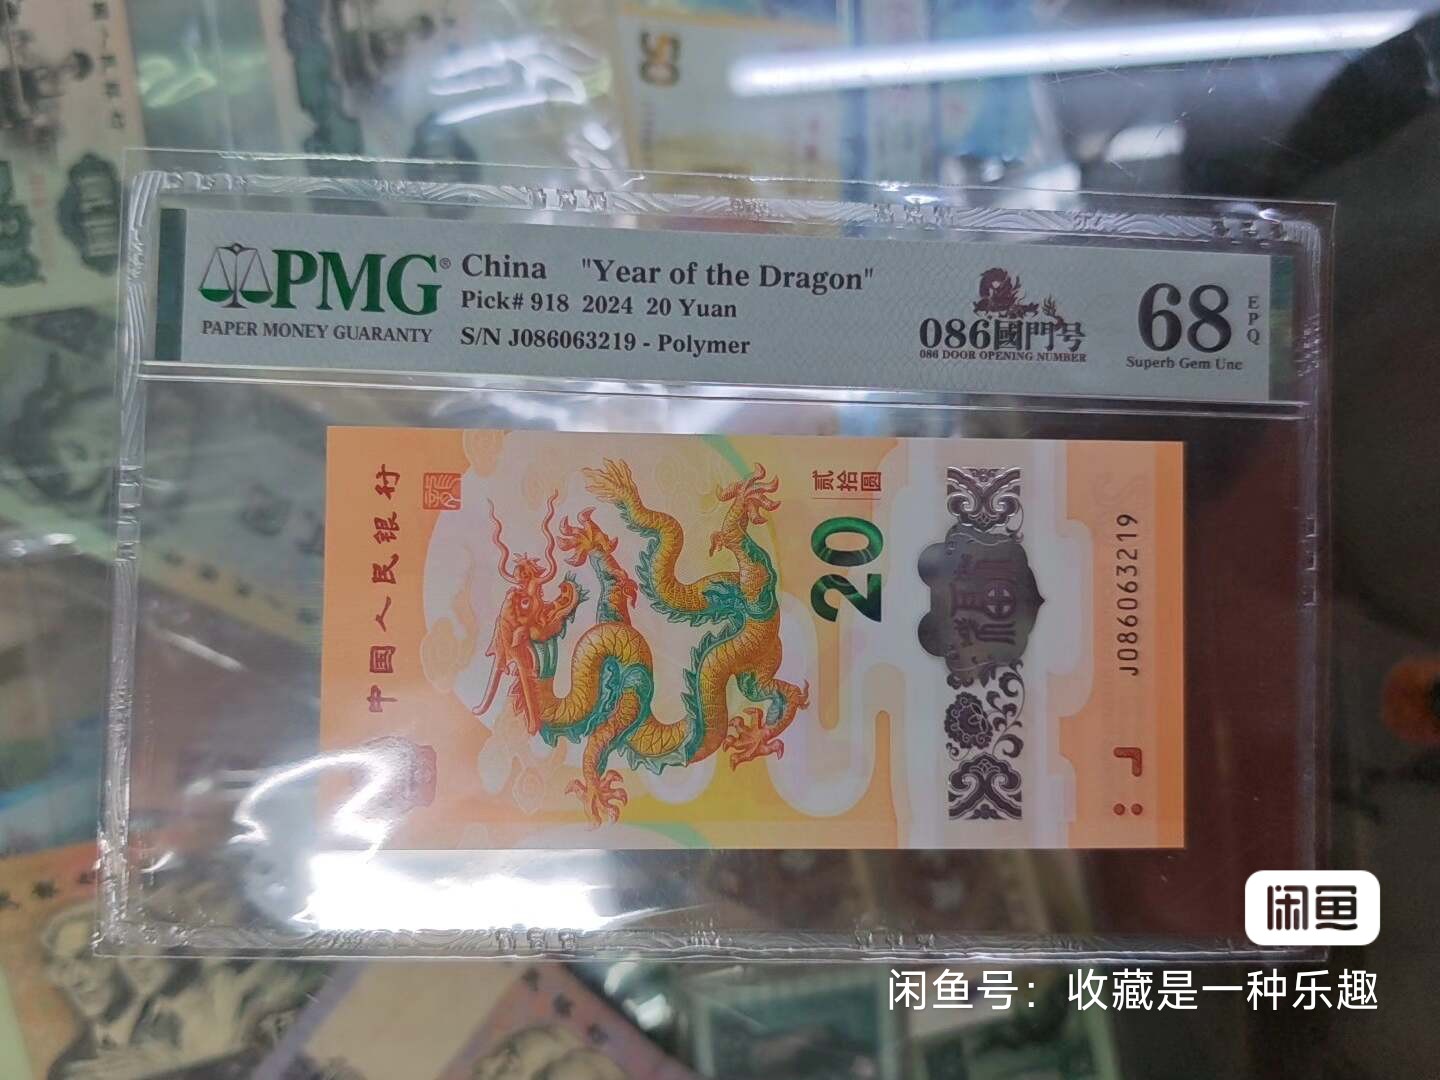 PMG®
PAPER MONEY GUARANTY
China "Year of the Dragon"
Pick# 918 2024 20 Yuan
S/N J086063219 - Polymer
086國門号
086 DOOR OPENING NUMBER
68
EPQ
Superb Gem Unc
中国人民银行
贰拾圆
20
J086063219
闲鱼
闲鱼号：收藏是一种乐趣